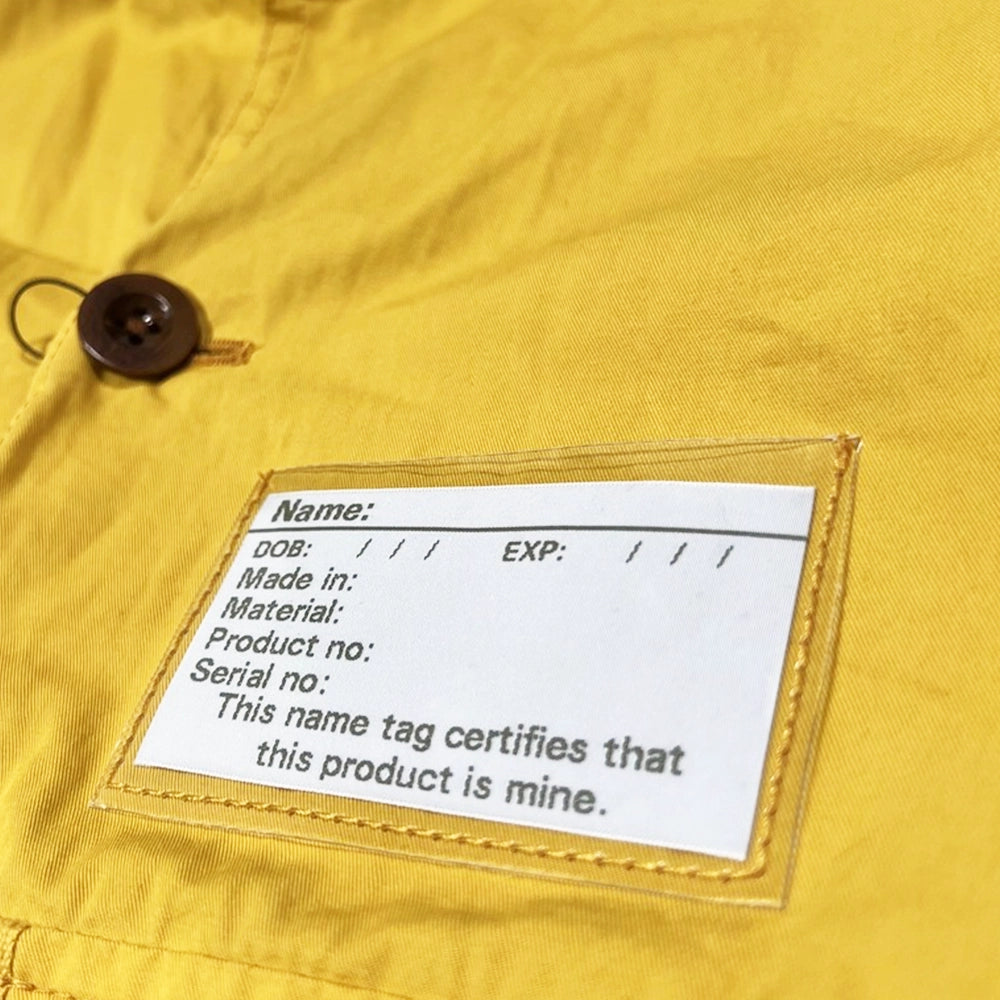 Name:
DOB: / / / EXP: / / /
Made in:
Material:
Product no:
Serial no:
This name tag certifies that
this product is mine.